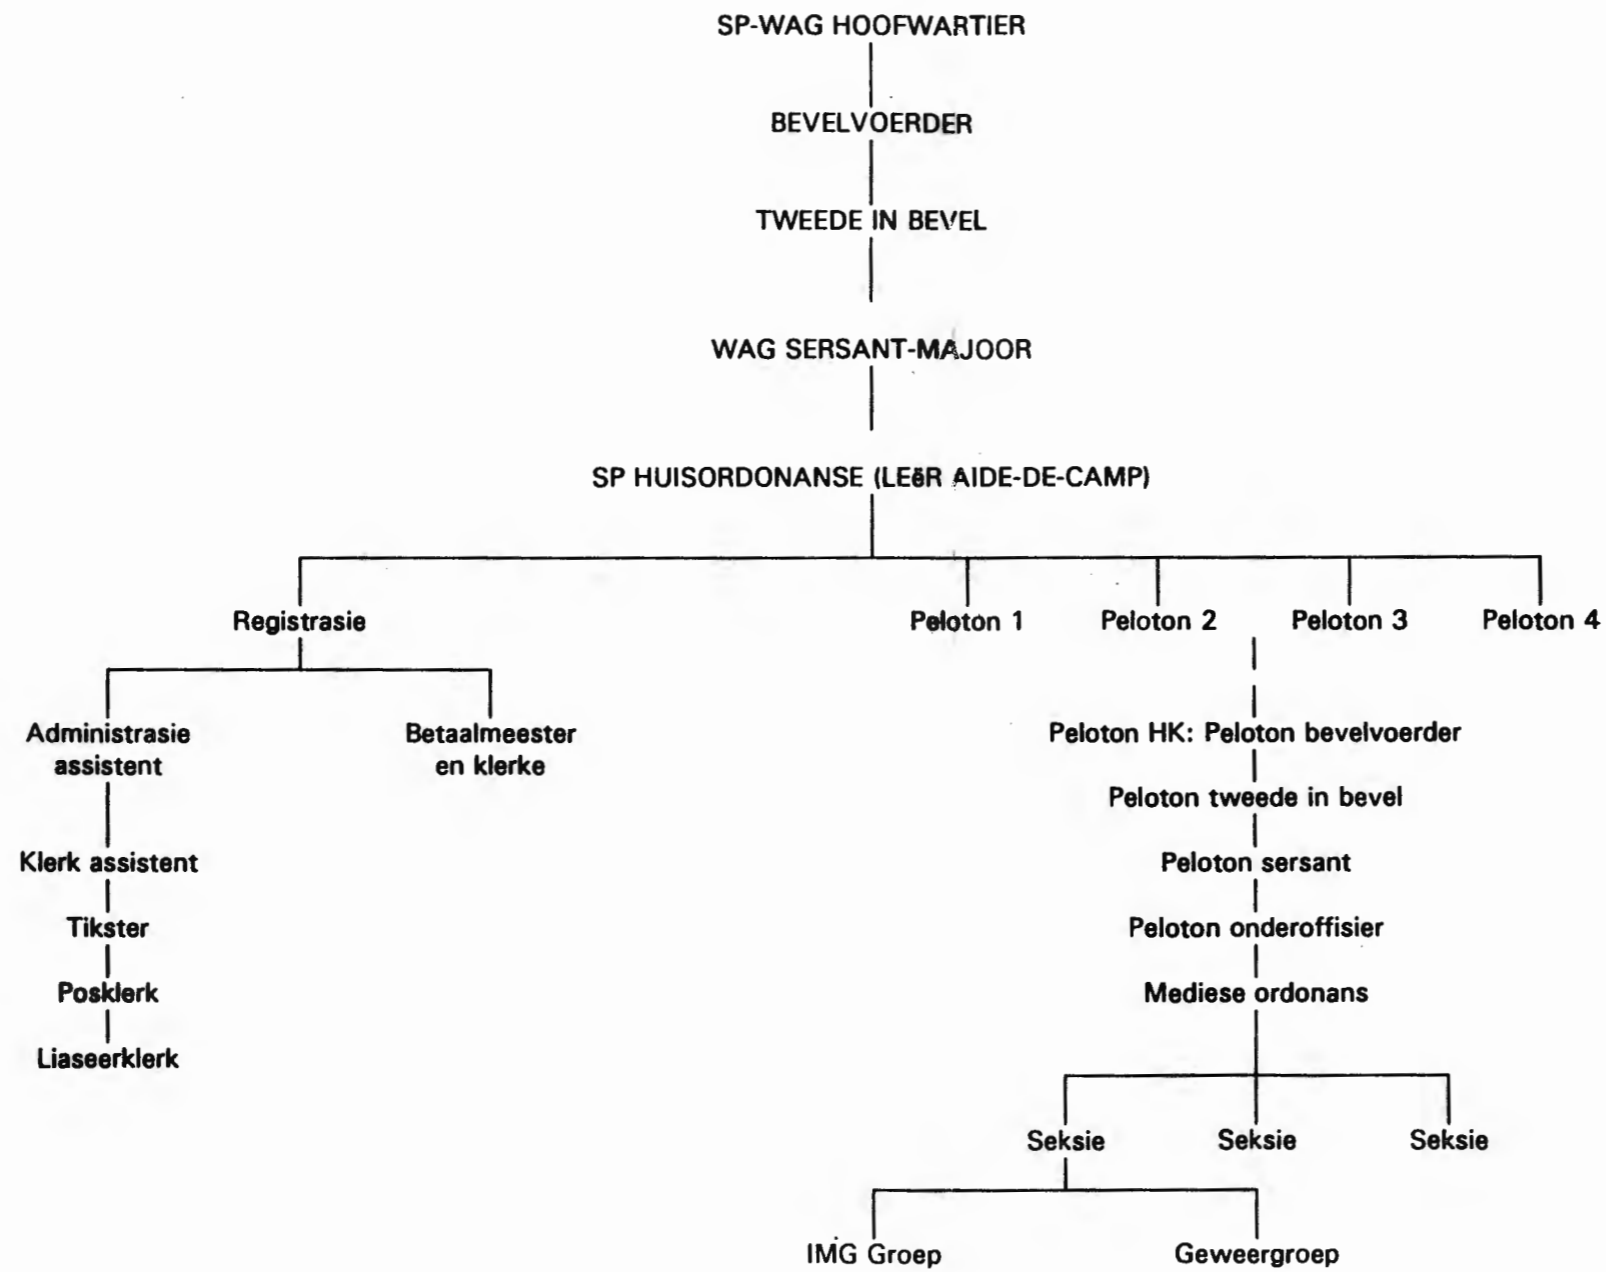 SP-WAG HOOFWARTIER
BEVELVOERDER
TWEEDE IN BEVEL
WAG SERSANT-MAJOOR
SP HUISORDONANSE (LEëR AIDE-DE-CAMP)
Registrasie
Peloton 1
Peloton 2
Peloton 3
Peloton 4
Administrasie
assistent
Betaalmeester
en klerke
Klerk assistent
Tikster
Posklerk
Liaseerklerk
Peloton HK: Peloton bevelvoerder
Peloton tweede in bevel
Peloton sersant
Peloton onderoffisier
Mediese ordonans
Seksie
Seksie
Seksie
IMG Groep
Geweergroep